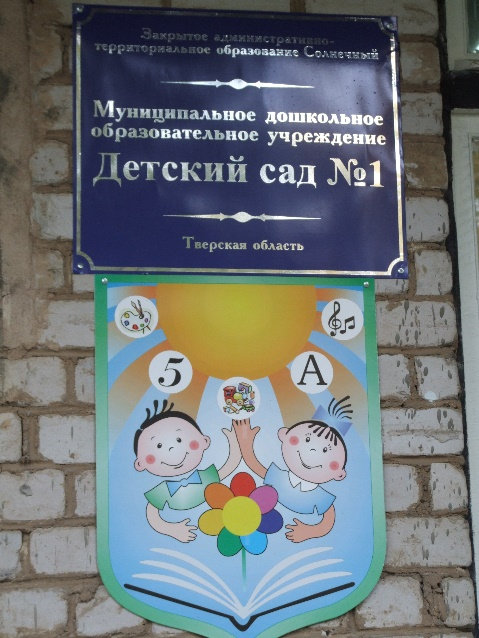 Закрытое административно-
территориальное образование Солнечный
Муниципальное дошкольное
образовательное учреждение
Детский сад №1
Тверская область
5
А